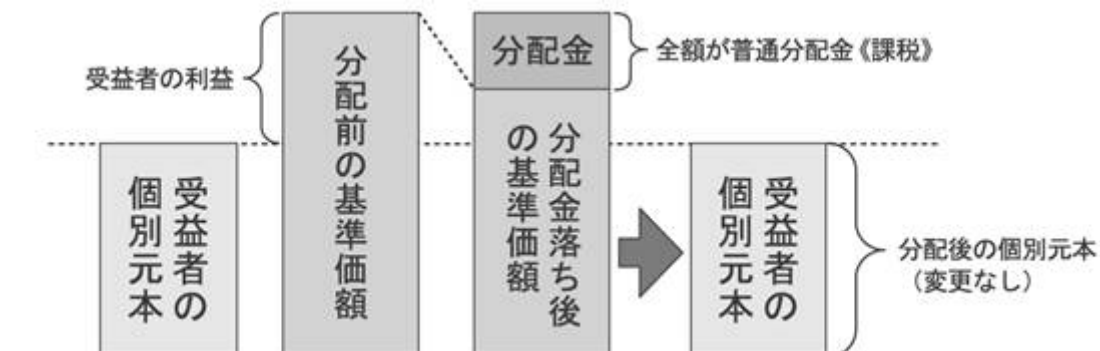 受益者の利益
受益者の
個別元本
分配前の基準価額
分配金
全額が普通分配金《課税》
分配金落ち後
の基準価額
受益者の
個別元本
分配後の個別元本
（変更なし）